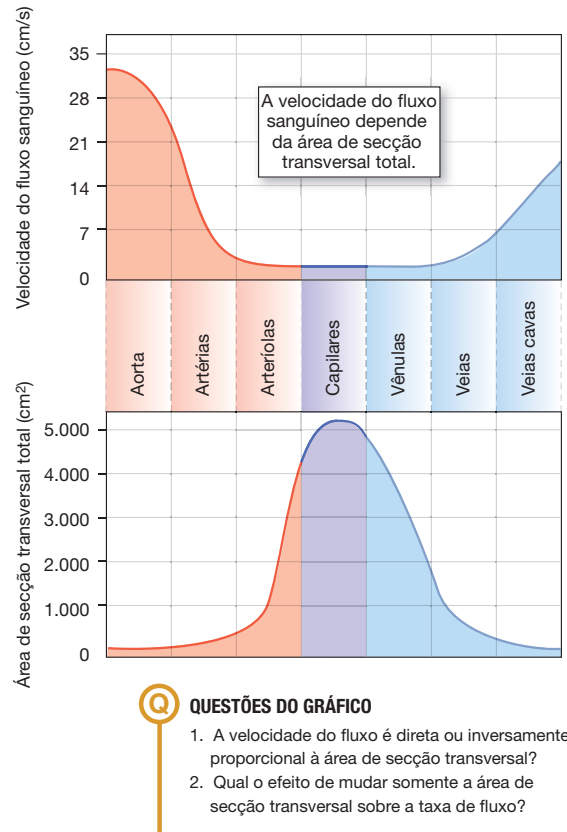 Velocidade do fluxo sanguíneo (cm/s)
35
28
21
14
7
0
A velocidade do fluxo
sanguíneo depende
da área de secção
transversal total.
Aorta
Artérias
Arteríolas
Capilares
Vênulas
Veias
Veias cavas
Área de secção transversal total (cm²)
5.000
4.000
3.000
2.000
1.000
0
Q
QUESTÕES DO GRÁFICO
1. A velocidade do fluxo é direta ou inversamente
proporcional à área de secção transversal?
2. Qual o efeito de mudar somente a área de
secção transversal sobre a taxa de fluxo?